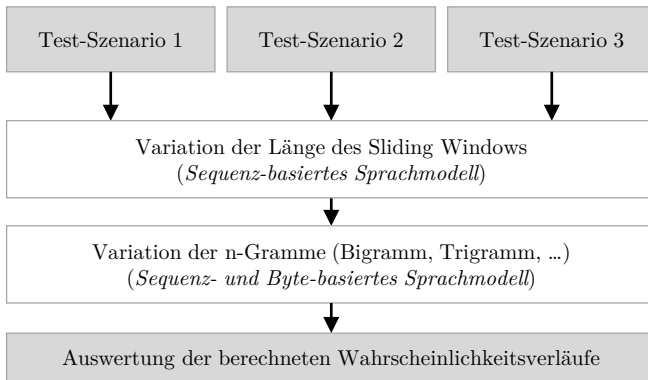 Test-Szenario 1
Test-Szenario 2
Test-Szenario 3
Variation der Länge des Sliding Windows
(Sequenz-basiertes Sprachmodell)
Variation der n-Gramme (Bigramm, Trigramm, …)
(Sequenz- und Byte-basiertes Sprachmodell)
Auswertung der berechneten Wahrscheinlichkeitsverläufe